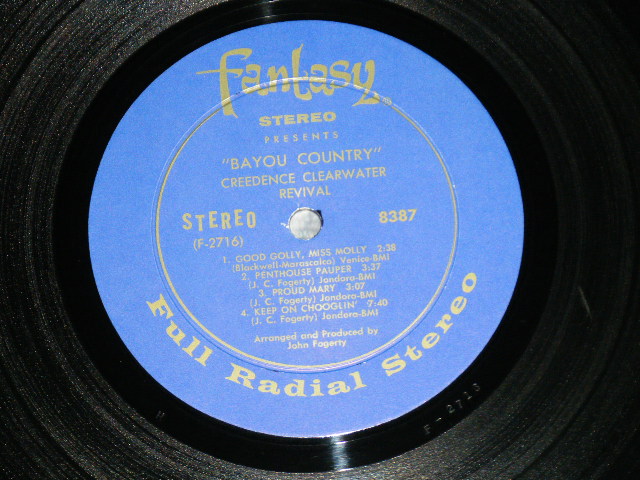 Fantasy
STEREO
PRESENTS
"BAYOU COUNTRY"
CREEDENCE CLEARWATER
REVIVAL
STEREO
8387
(F-2716)
1. GOOD GOLLY, MISS MOLLY 2:38
(Blackwell-Marascalco) Venice-BMI
2. PENTHOUSE PAUPER 3:37
(J. C. Fogerty) Jondora-BMI
3. PROUD MARY 3:07
(J. C. Fogerty) Jondora-BMI
4. KEEP ON CHOOGLIN' 7:40
(J. C. Fogerty) Jondora-BMI
Arranged and Produced by
John Fogerty
Full Radial Stereo